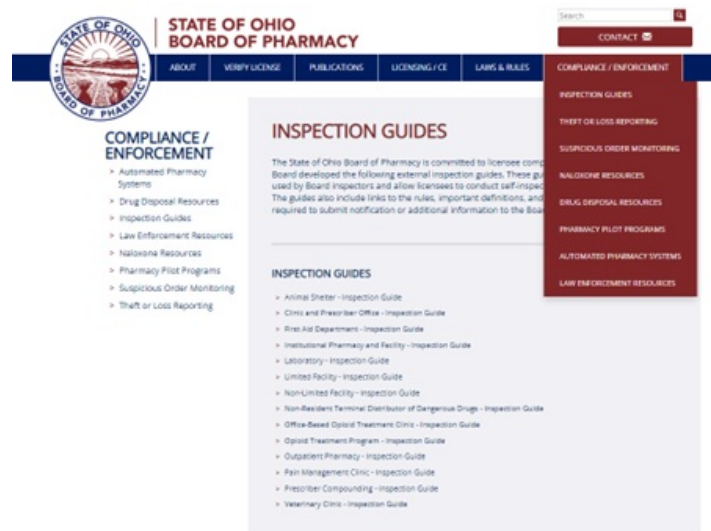 STATE OF OHIO
BOARD OF PHARMACY
STATE OF OHIO
BOARD OF PHARMACY
Search
CONTACT
ABOUT VERIFY LICENSE PUBLICATIONS LICENSING / CE LAWS & RULES COMPLIANCE / ENFORCEMENT
INSPECTION GUIDES
THEFT OR LOSS REPORTING
SUSPICIOUS ORDER MONITORING
NALOXONE RESOURCES
DRUG DISPOSAL RESOURCES
PHARMACY PILOT PROGRAMS
AUTOMATED PHARMACY SYSTEMS
LAW ENFORCEMENT RESOURCES
COMPLIANCE /
ENFORCEMENT
> Automated Pharmacy
Systems
> Drug Disposal Resources
> Inspection Guides
> Law Enforcement Resources
> Naloxone Resources
> Pharmacy Pilot Programs
> Suspicious Order Monitoring
> Theft or Loss Reporting
INSPECTION GUIDES
The State of Ohio Board of Pharmacy is committed to licensee comp
Board developed the following external inspection guides. These gu
used by Board inspectors and allow licensees to conduct self-inspec
The guides also include links to the rules, important definitions, and
required to submit notification or additional information to the Boa
INSPECTION GUIDES
> Animal Shelter - Inspection Guide
> Clinic and Prescriber Office - Inspection Guide
> First Aid Department - Inspection Guide
> Institutional Pharmacy and Facility - Inspection Guide
> Laboratory - Inspection Guide
> Limited Facility - Inspection Guide
> Non-Limited Facility - Inspection Guide
> Non-Resident Terminal Distributor of Dangerous Drugs - Inspection Guide
> Office-Based Opioid Treatment Clinic - Inspection Guide
> Opioid Treatment Program - Inspection Guide
> Outpatient Pharmacy - Inspection Guide
> Pain Management Clinic - Inspection Guide
> Prescriber Compounding - Inspection Guide
> Veterinary Clinic - Inspection Guide